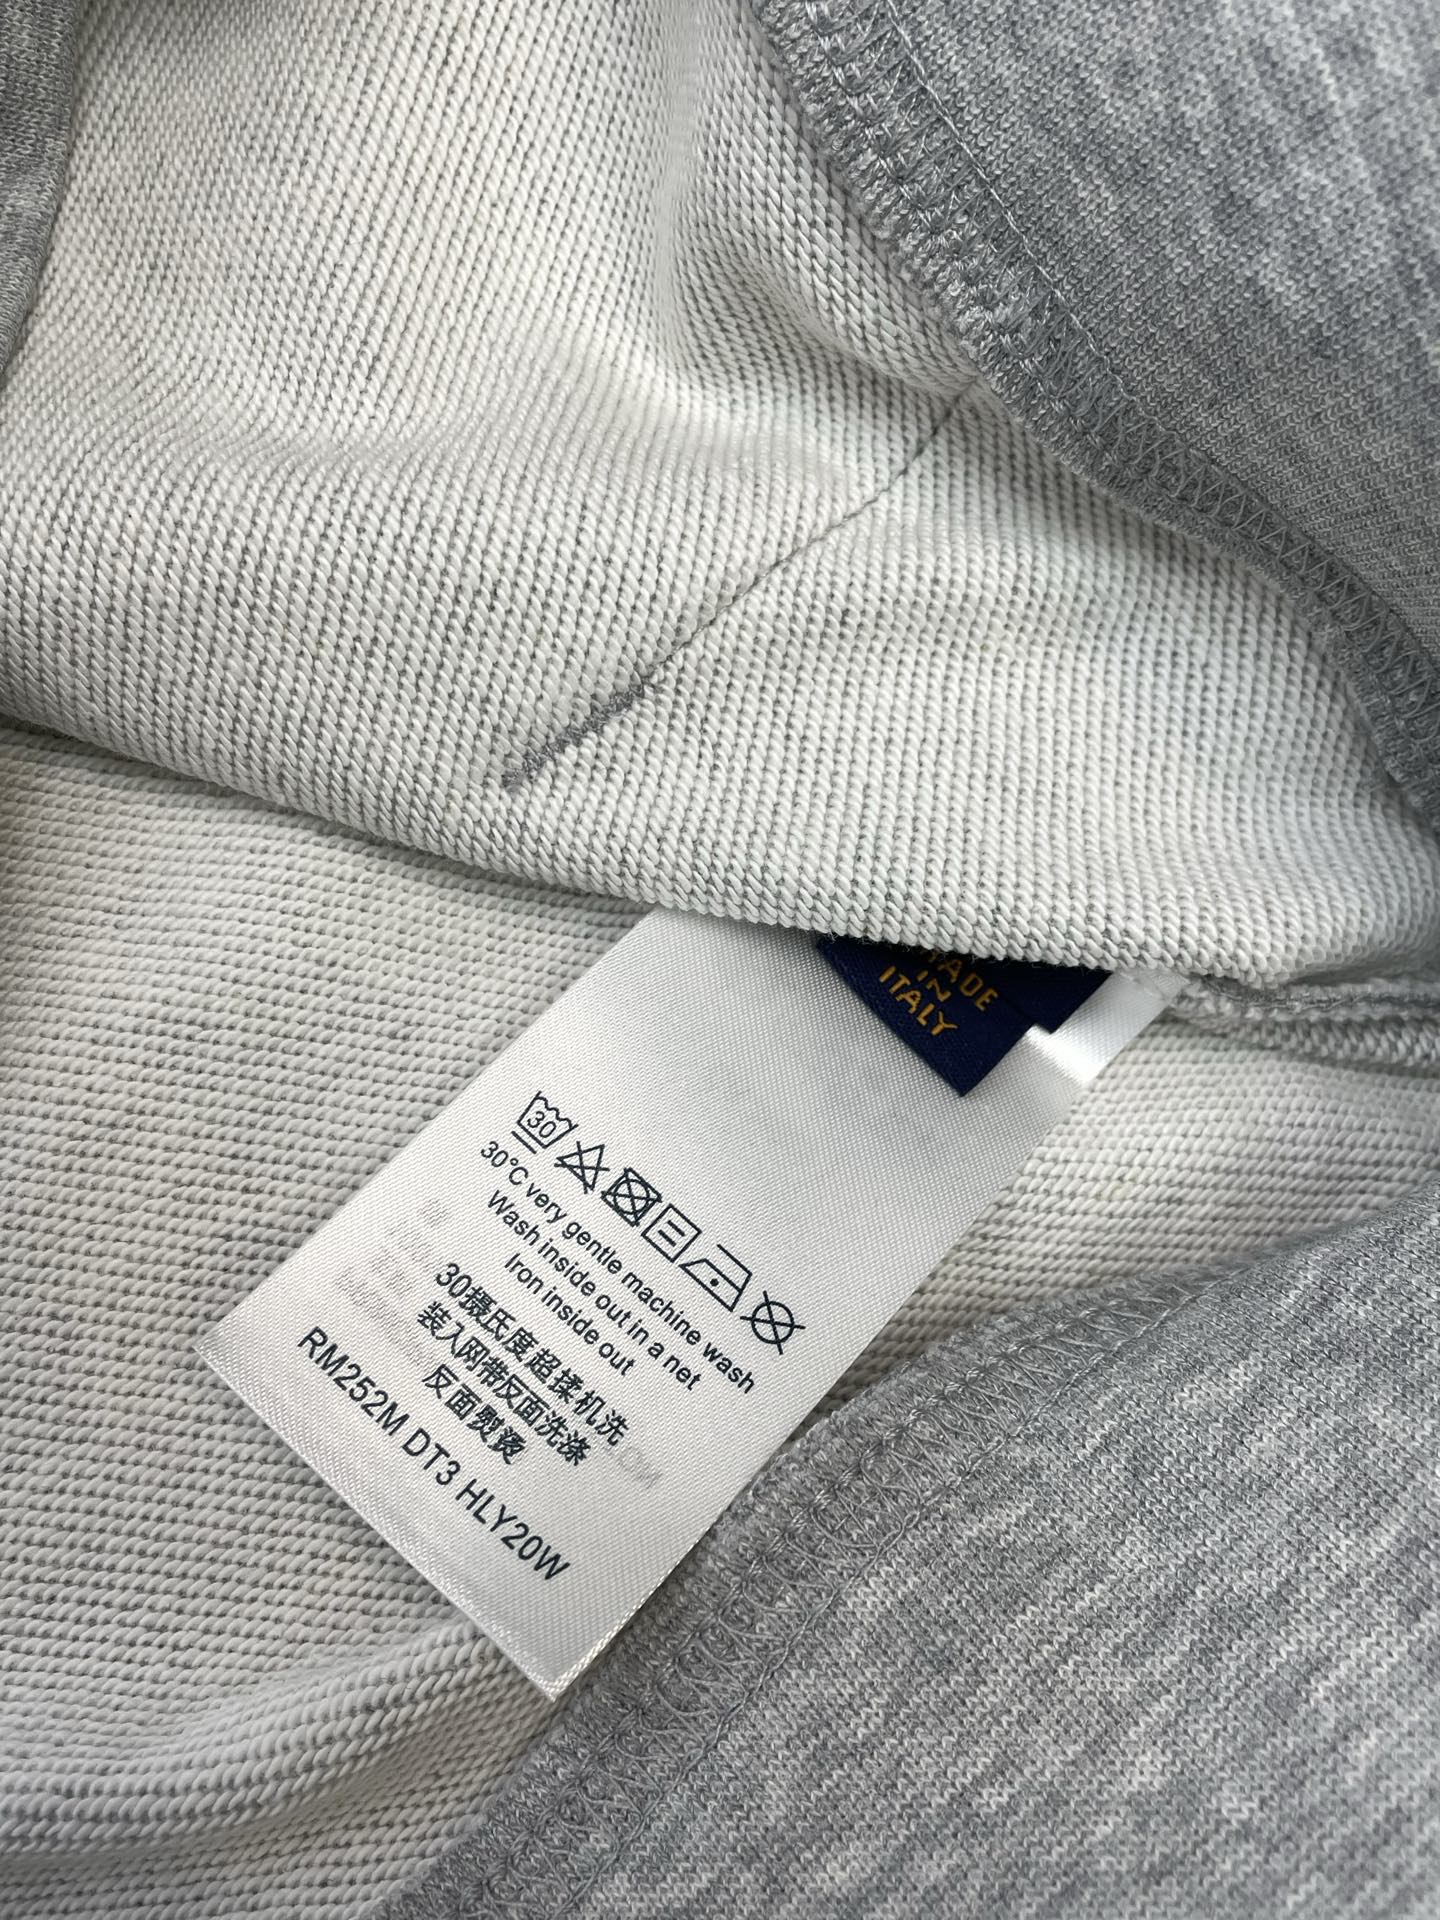 MADE
IN
ITALY
30
30°C very gentle machine wash
Wash inside out in a net
Iron inside out
30摄氏度超揉机洗
装入网带反面洗涤
反面熨烫
RM252M DT3 HLY20W